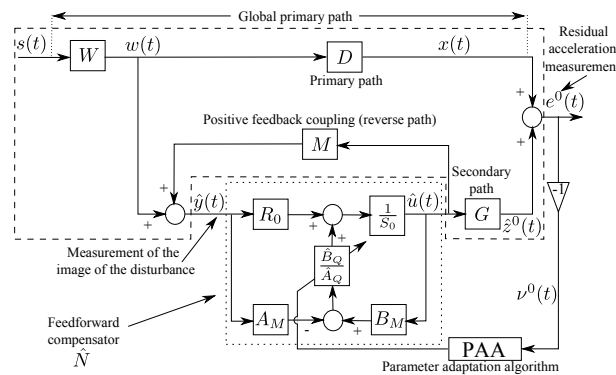 Global primary path
s(t)
W
w(t)
D
x(t)
Primary path
Residual
acceleration
measurement
e⁰(t)
+
+
Positive feedback coupling (reverse path)
M
-1
+
+
ŷ(t)
R₀
+
+
1
S₀
û(t)
Secondary
path
G
ẑ⁰(t)
Measurement of the
image of the disturbance
B̂_Q
Â_Q
ν⁰(t)
Feedforward
compensator
N̂
A_M
-
+
B_M
PAA
Parameter adaptation algorithm